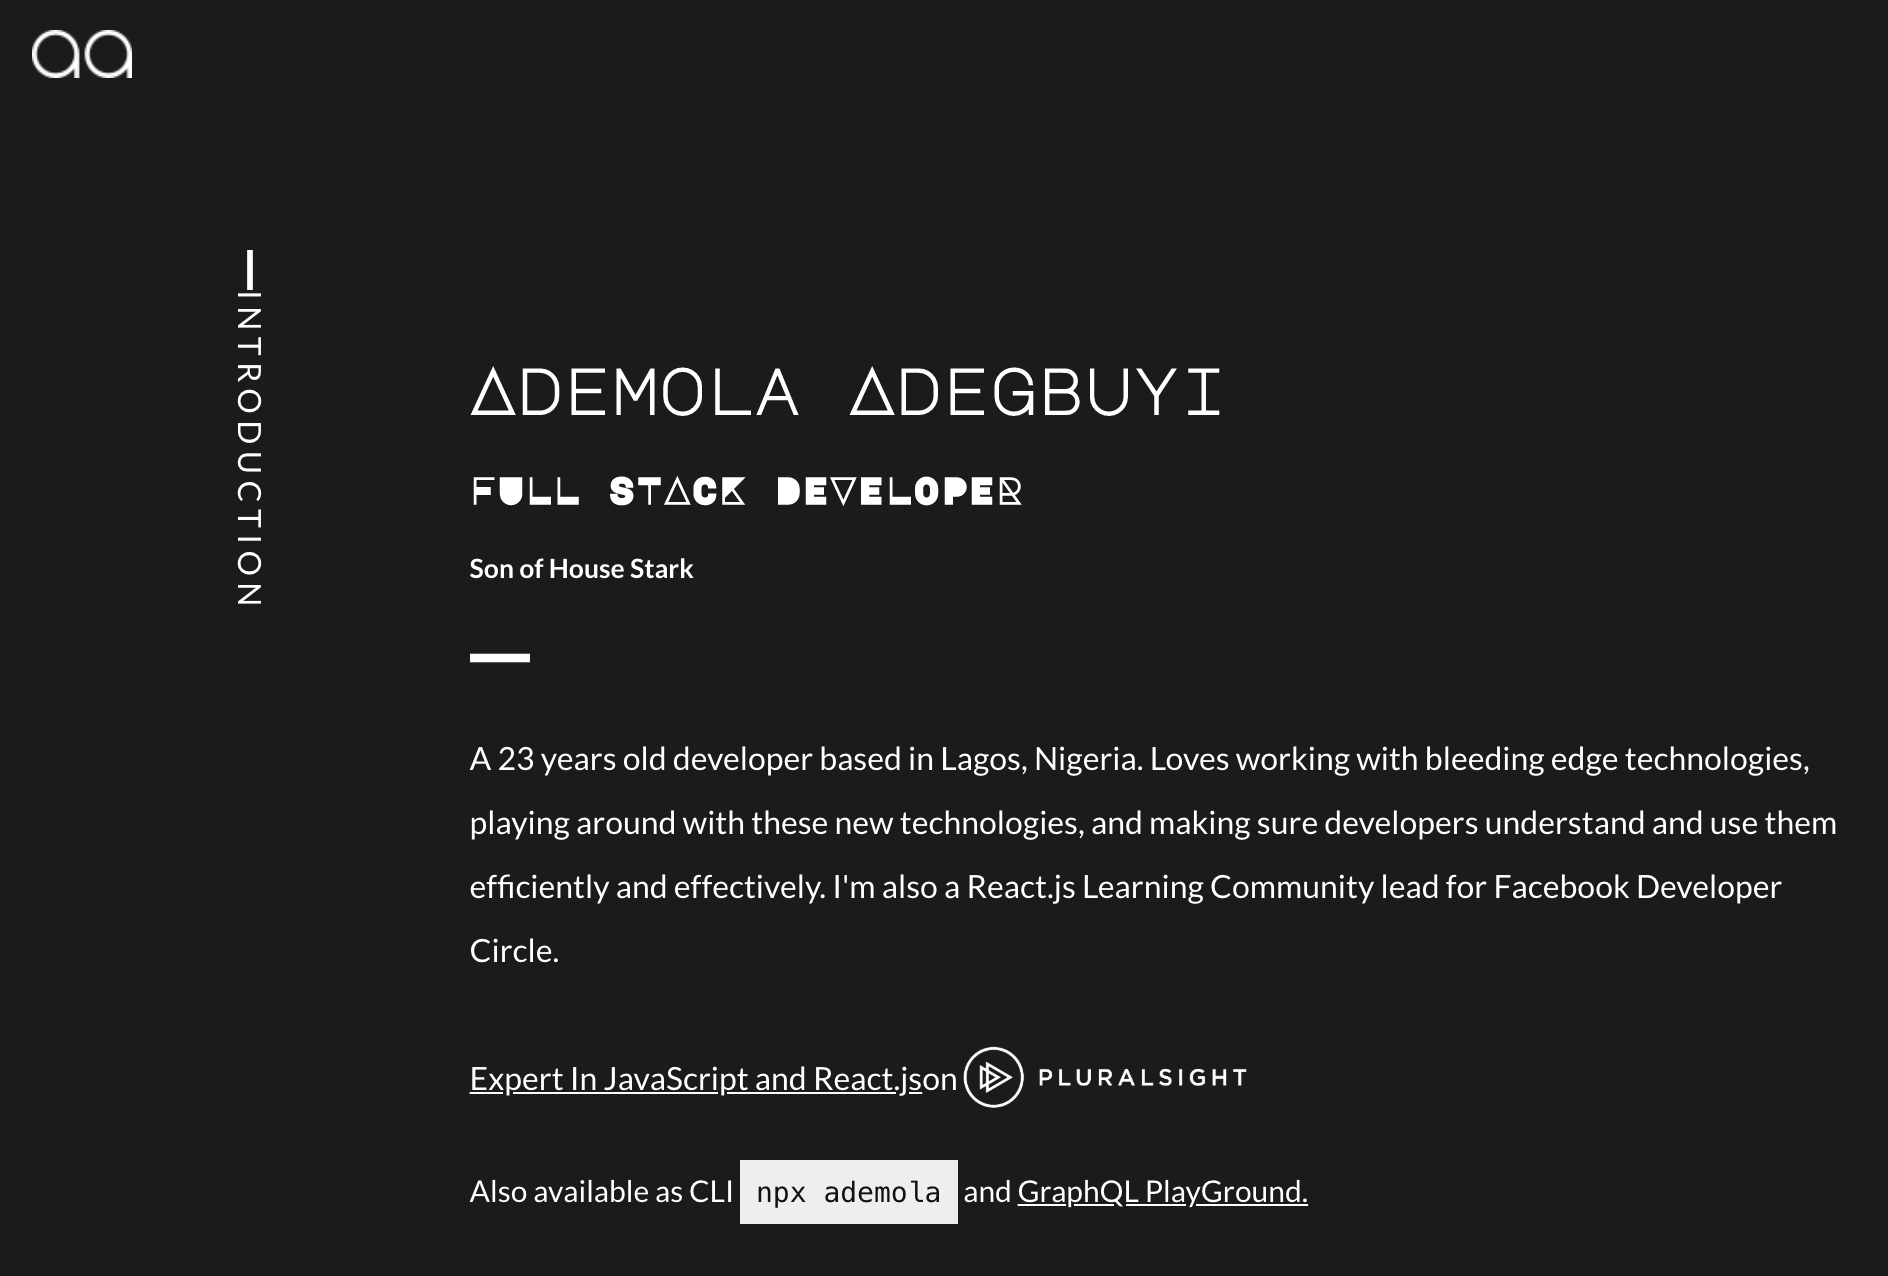 aa
INTRODUCTION
ADEMOLA ADEGBUYI
FULL STACK DEVELOPER
Son of House Stark
A 23 years old developer based in Lagos, Nigeria. Loves working with bleeding edge technologies,
playing around with these new technologies, and making sure developers understand and use them
efficiently and effectively. I'm also a React.js Learning Community lead for Facebook Developer
Circle.
Expert In JavaScript and React.json PLURALSIGHT
Also available as CLI npx ademola and GraphQL PlayGround.